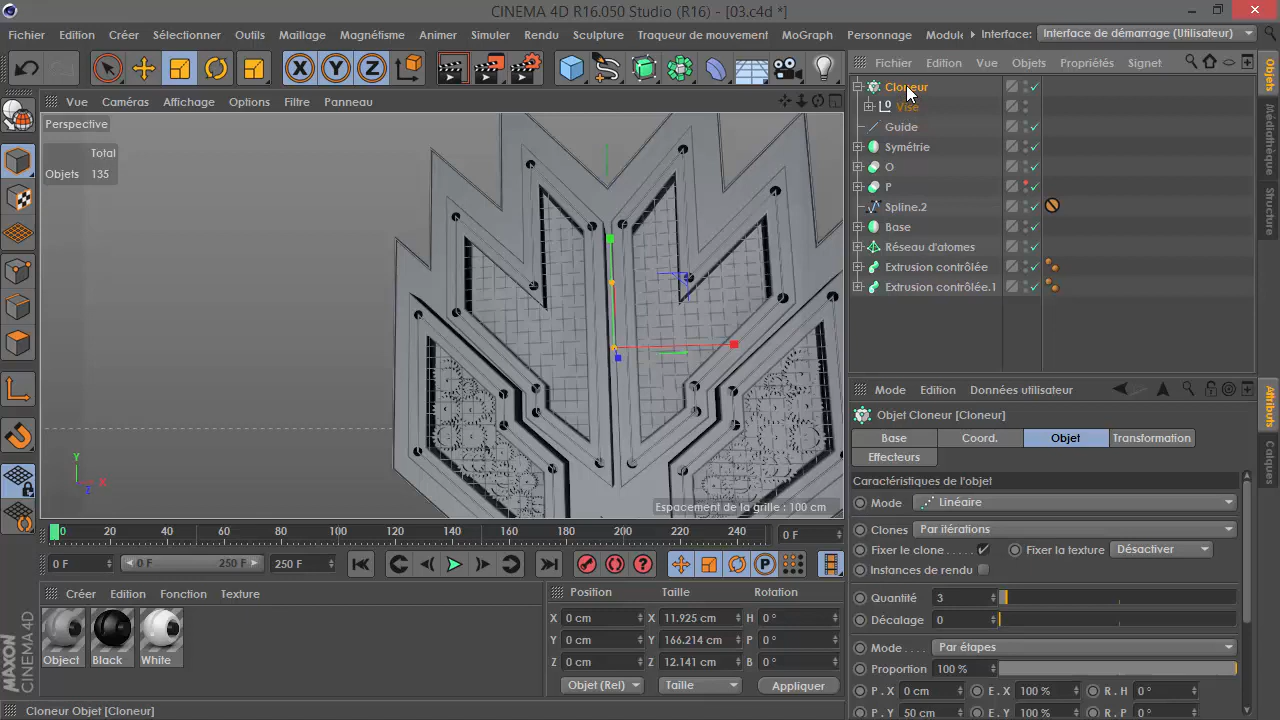 CINEMA 4D R16.050 Studio (R16) - [03.c4d *]
Fichier Edition Créer Sélectionner Outils Maillage Magnétisme Animer Simuler Rendu Sculpture Traqueur de mouvement MoGraph Personnage Module Interface: Interface de démarrage (Utilisateur)
X Y Z
Fichier Edition Vue Objets Propriétés Signet
Cloneur
0 Vise
Guide
Symétrie
O
P
Spline.2
Base
Réseau d'atomes
Extrusion contrôlée
Extrusion contrôlée.1
Objets
Médiathèque
Structure
Vue Caméras Affichage Options Filtre Panneau
Perspective
Total
Objets 135
Y
X
Z
Espacement de la grille : 100 cm
Mode Edition Données utilisateur
Objet Cloneur [Cloneur]
Base Coord. Objet Transformation
Effecteurs
Caractéristiques de l'objet
Mode Linéaire
Clones Par itérations
Fixer le clone Fixer la texture Désactiver
Instances de rendu
Quantité 3
Décalage 0
Mode Par étapes
Proportion 100 %
P . X 0 cm E . X 100 % R . H 0 °
P . Y 50 cm E . Y 100 % R . P 0 °
Attributs
Calques
0 20 40 60 80 100 120 140 160 180 200 220 240 0 F
0 F 0 F 250 F 250 F
P
Créer Edition Fonction Texture
Object Black White
Position Taille Rotation
X 0 cm X 11.925 cm H 0 °
Y 0 cm Y 166.214 cm P 0 °
Z 0 cm Z 12.141 cm B 0 °
Objet (Rel) Taille Appliquer
MAXON
CINEMA 4D
Cloneur Objet [Cloneur]